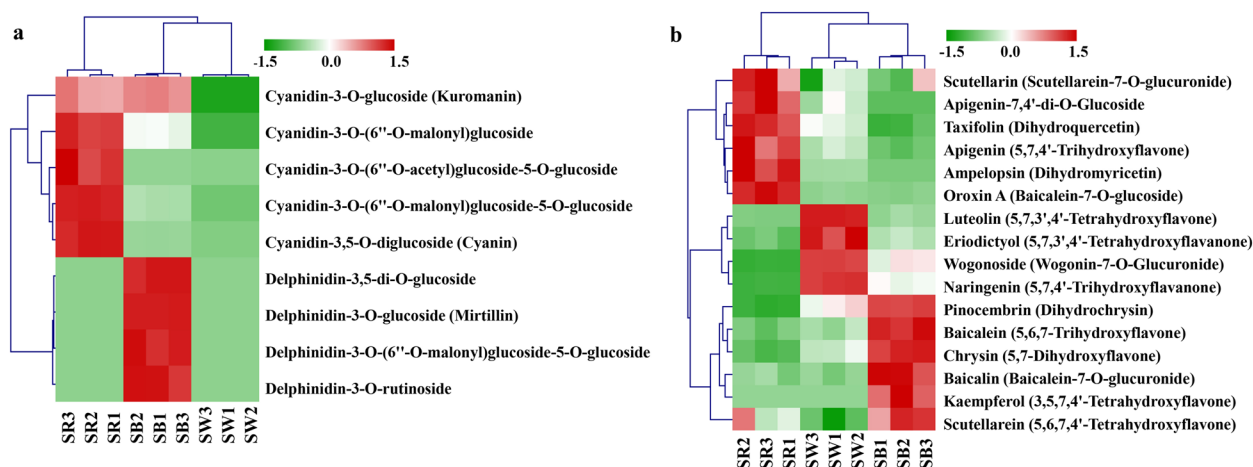 a
-1.5 0.0 1.5
Cyanidin-3-O-glucoside (Kuromanin)
Cyanidin-3-O-(6''-O-malonyl)glucoside
Cyanidin-3-O-(6''-O-acetyl)glucoside-5-O-glucoside
Cyanidin-3-O-(6''-O-malonyl)glucoside-5-O-glucoside
Cyanidin-3,5-O-diglucoside (Cyanin)
Delphinidin-3,5-di-O-glucoside
Delphinidin-3-O-glucoside (Mirtillin)
Delphinidin-3-O-(6''-O-malonyl)glucoside-5-O-glucoside
Delphinidin-3-O-rutinoside
SR3 SR2 SR1 SB2 SB1 SB3 SW3 SW1 SW2
b
-1.5 0.0 1.5
Scutellarin (Scutellarein-7-O-glucuronide)
Apigenin-7,4'-di-O-Glucoside
Taxifolin (Dihydroquercetin)
Apigenin (5,7,4'-Trihydroxyflavone)
Ampelopsin (Dihydromyricetin)
Oroxin A (Baicalein-7-O-glucoside)
Luteolin (5,7,3',4'-Tetrahydroxyflavone)
Eriodictyol (5,7,3',4'-Tetrahydroxyflavanone)
Wogonoside (Wogonin-7-O-Glucuronide)
Naringenin (5,7,4'-Trihydroxyflavanone)
Pinocembrin (Dihydrochrysin)
Baicalein (5,6,7-Trihydroxyflavone)
Chrysin (5,7-Dihydroxyflavone)
Baicalin (Baicalein-7-O-glucuronide)
Kaempferol (3,5,7,4'-Tetrahydroxyflavone)
Scutellarein (5,6,7,4'-Tetrahydroxyflavone)
SR2 SR3 SR1 SW3 SW1 SW2 SB1 SB2 SB3